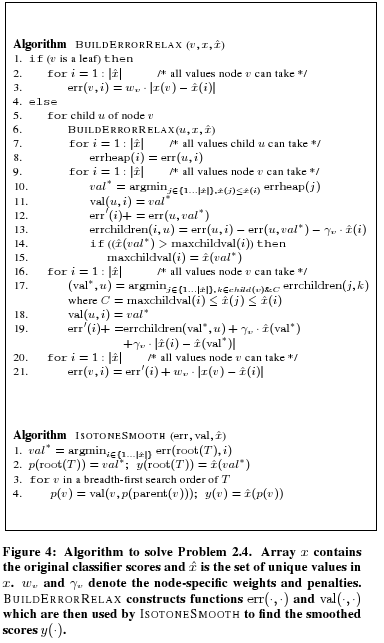 Algorithm BUILDERRORRELAX (v, x, x̂)
1. if (v is a leaf) then
2. for i = 1 : |x̂| /* all values node v can take */
3. err(v, i) = w_v · |x(v) − x̂(i)|
4. else
5. for child u of node v
6. BUILDERRORRELAX(u, x, x̂)
7. for i = 1 : |x̂| /* all values child u can take */
8. errheap(i) = err(u, i)
9. for i = 1 : |x̂| /* all values node v can take */
10. val* = argmin_{j∈{1...|x̂|},x̂(j)≤x̂(i)} errheap(j)
11. val(u, i) = val*
12. err′(i)+ = err(u, val*)
13. errchildren(i, u) = err(u, i) − err(u, val*) − γ_v · x̂(i)
14. if ((x̂(val*) > maxchildval(i)) then
15. maxchildval(i) = x̂(val*)
16. for i = 1 : |x̂| /* all values node v can take */
17. (val*, u) = argmin_{j∈{1...|x̂|},k∈child(v)&C} errchildren(j, k)
where C = maxchildval(i) ≤ x̂(j) ≤ x̂(i)
18. val(u, i) = val*
19. err′(i)+ =errchildren(val*, u) + γ_v · x̂(val*)
+γ_v · |x̂(i) − x̂(val*)|
20. for i = 1 : |x̂| /* all values node v can take */
21. err(v, i) = err′(i) + w_v · |x(v) − x̂(i)|
Algorithm ISOTONESMOOTH (err, val, x̂)
1. val* = argmin_{i∈{1...|x̂|}} err(root(T), i)
2. p(root(T)) = val*; y(root(T)) = x̂(val*)
3. for v in a breadth-first search order of T
4. p(v) = val(v, p(parent(v))); y(v) = x̂(p(v))
Figure 4: Algorithm to solve Problem 2.4. Array x contains
the original classifier scores and x̂ is the set of unique values in
x. w_v and γ_v denote the node-specific weights and penalties.
BUILDERRORRELAX constructs functions err(·, ·) and val(·, ·)
which are then used by ISOTONESMOOTH to find the smoothed
scores y(·).